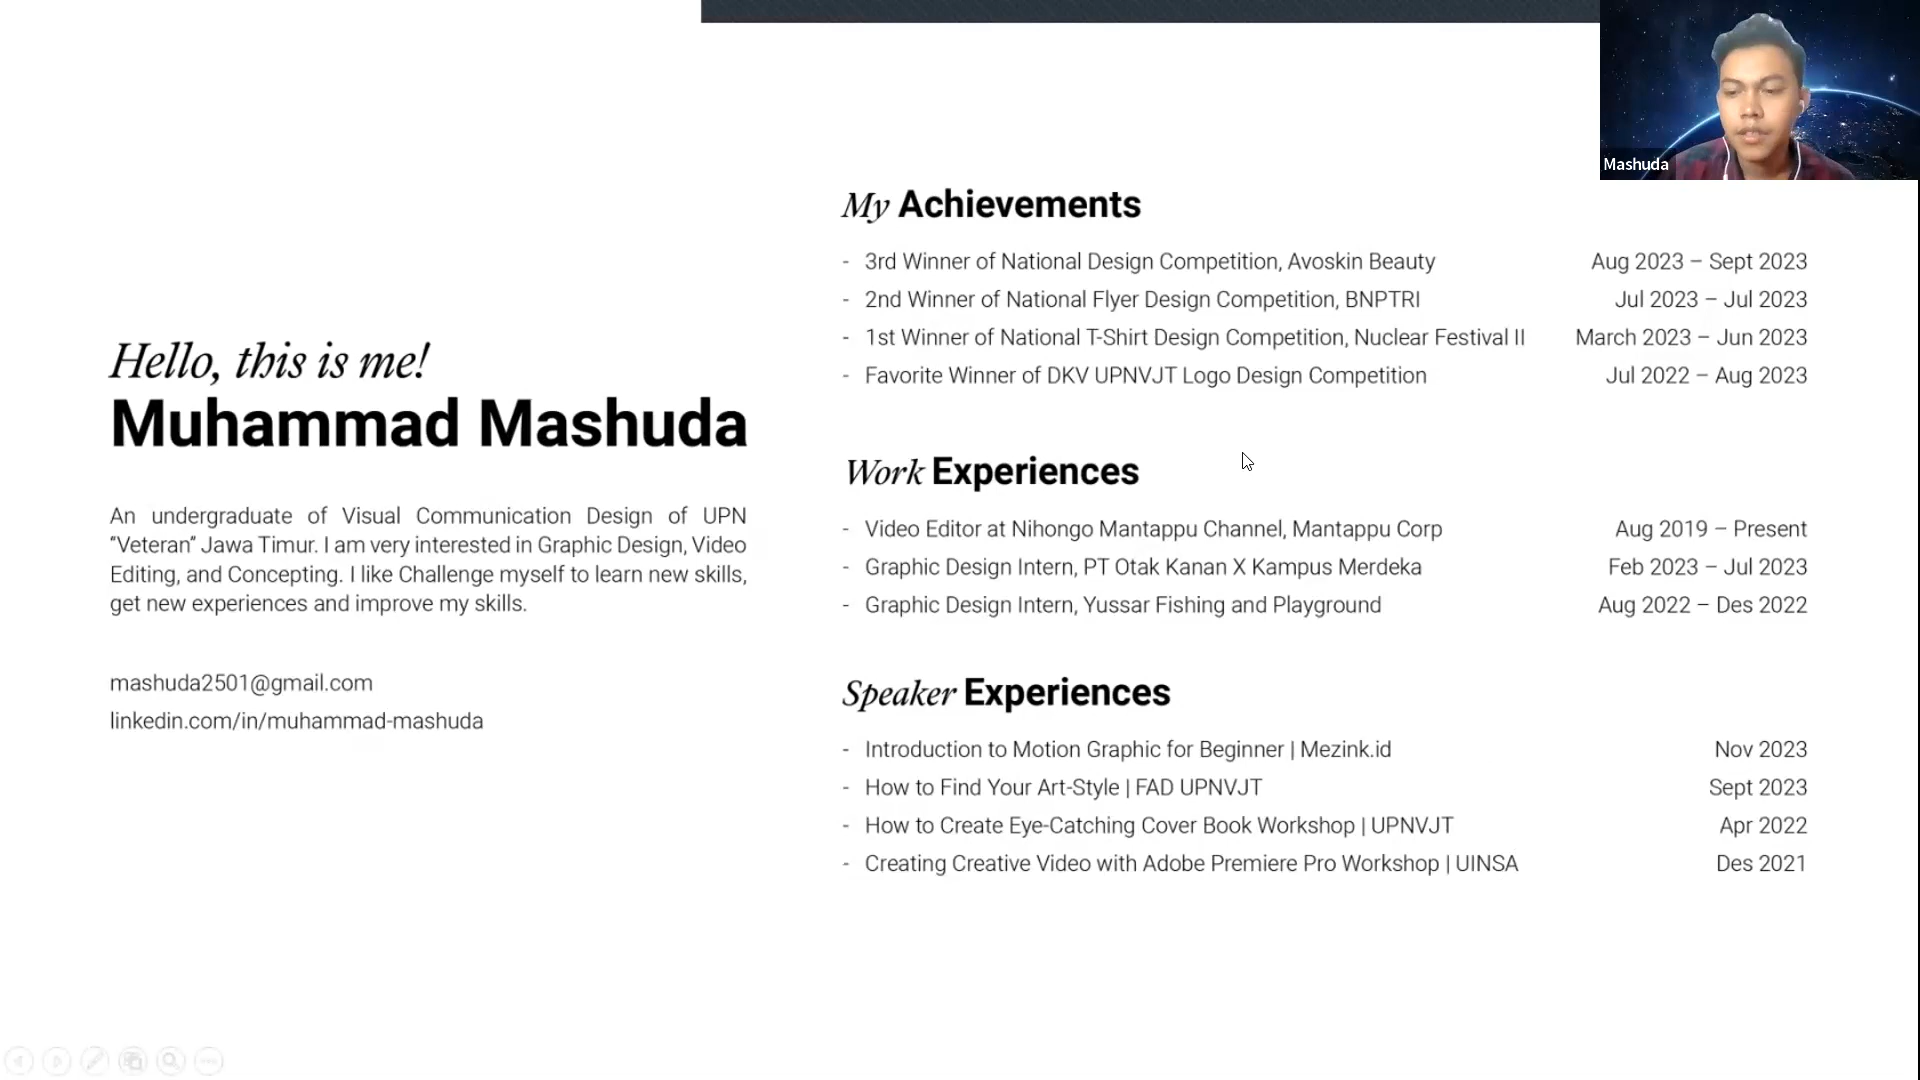 Mashuda
Hello, this is me!
Muhammad Mashuda
An undergraduate of Visual Communication Design of UPN
“Veteran” Jawa Timur. I am very interested in Graphic Design, Video
Editing, and Concepting. I like Challenge myself to learn new skills,
get new experiences and improve my skills.
mashuda2501@gmail.com
linkedin.com/in/muhammad-mashuda
My Achievements
- 3rd Winner of National Design Competition, Avoskin Beauty Aug 2023 – Sept 2023
- 2nd Winner of National Flyer Design Competition, BNPTRI Jul 2023 – Jul 2023
- 1st Winner of National T-Shirt Design Competition, Nuclear Festival II March 2023 – Jun 2023
- Favorite Winner of DKV UPNVJT Logo Design Competition Jul 2022 – Aug 2023
Work Experiences
- Video Editor at Nihongo Mantappu Channel, Mantappu Corp Aug 2019 – Present
- Graphic Design Intern, PT Otak Kanan X Kampus Merdeka Feb 2023 – Jul 2023
- Graphic Design Intern, Yussar Fishing and Playground Aug 2022 – Des 2022
Speaker Experiences
- Introduction to Motion Graphic for Beginner | Mezink.id Nov 2023
- How to Find Your Art-Style | FAD UPNVJT Sept 2023
- How to Create Eye-Catching Cover Book Workshop | UPNVJT Apr 2022
- Creating Creative Video with Adobe Premiere Pro Workshop | UINSA Des 2021